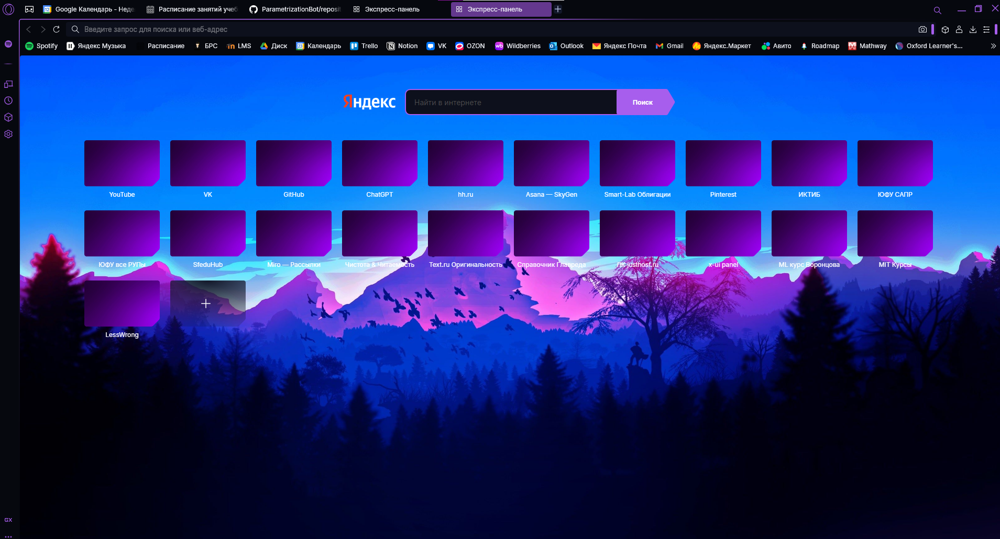 Google Календарь - Неде
Расписание занятий учеб
ParametrizationBot/reposit
Экспресс-панель
Экспресс-панель
Введите запрос для поиска или веб-адрес
Spotify
Яндекс Музыка
Расписание
БРС
LMS
Диск
Календарь
Trello
Notion
VK
OZON
Wildberries
Outlook
Яндекс Почта
Gmail
Яндекс.Маркет
Авито
Roadmap
Mathway
Oxford Learner's...
Яндекс
Найти в интернете
Поиск
YouTube
VK
GitHub
ChatGPT
hh.ru
Asana — SkyGen
Smart-Lab Облигации
Pinterest
ИКТИБ
ЮФУ САПР
ЮФУ все РУПы
SfeduHub
Miro — Рассылки
Чистота & Читаемость
Text.ru Оригинальность
Справочник Главреда
ЛК justhost.ru
x-ui panel
ML курс Воронцова
MIT Курсы
LessWrong
GX